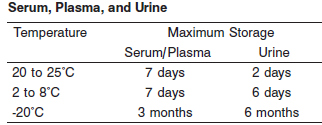 Serum, Plasma, and Urine
Temperature Maximum Storage
Serum/Plasma Urine
20 to 25°C 7 days 2 days
2 to 8°C 7 days 6 days
-20°C 3 months 6 months